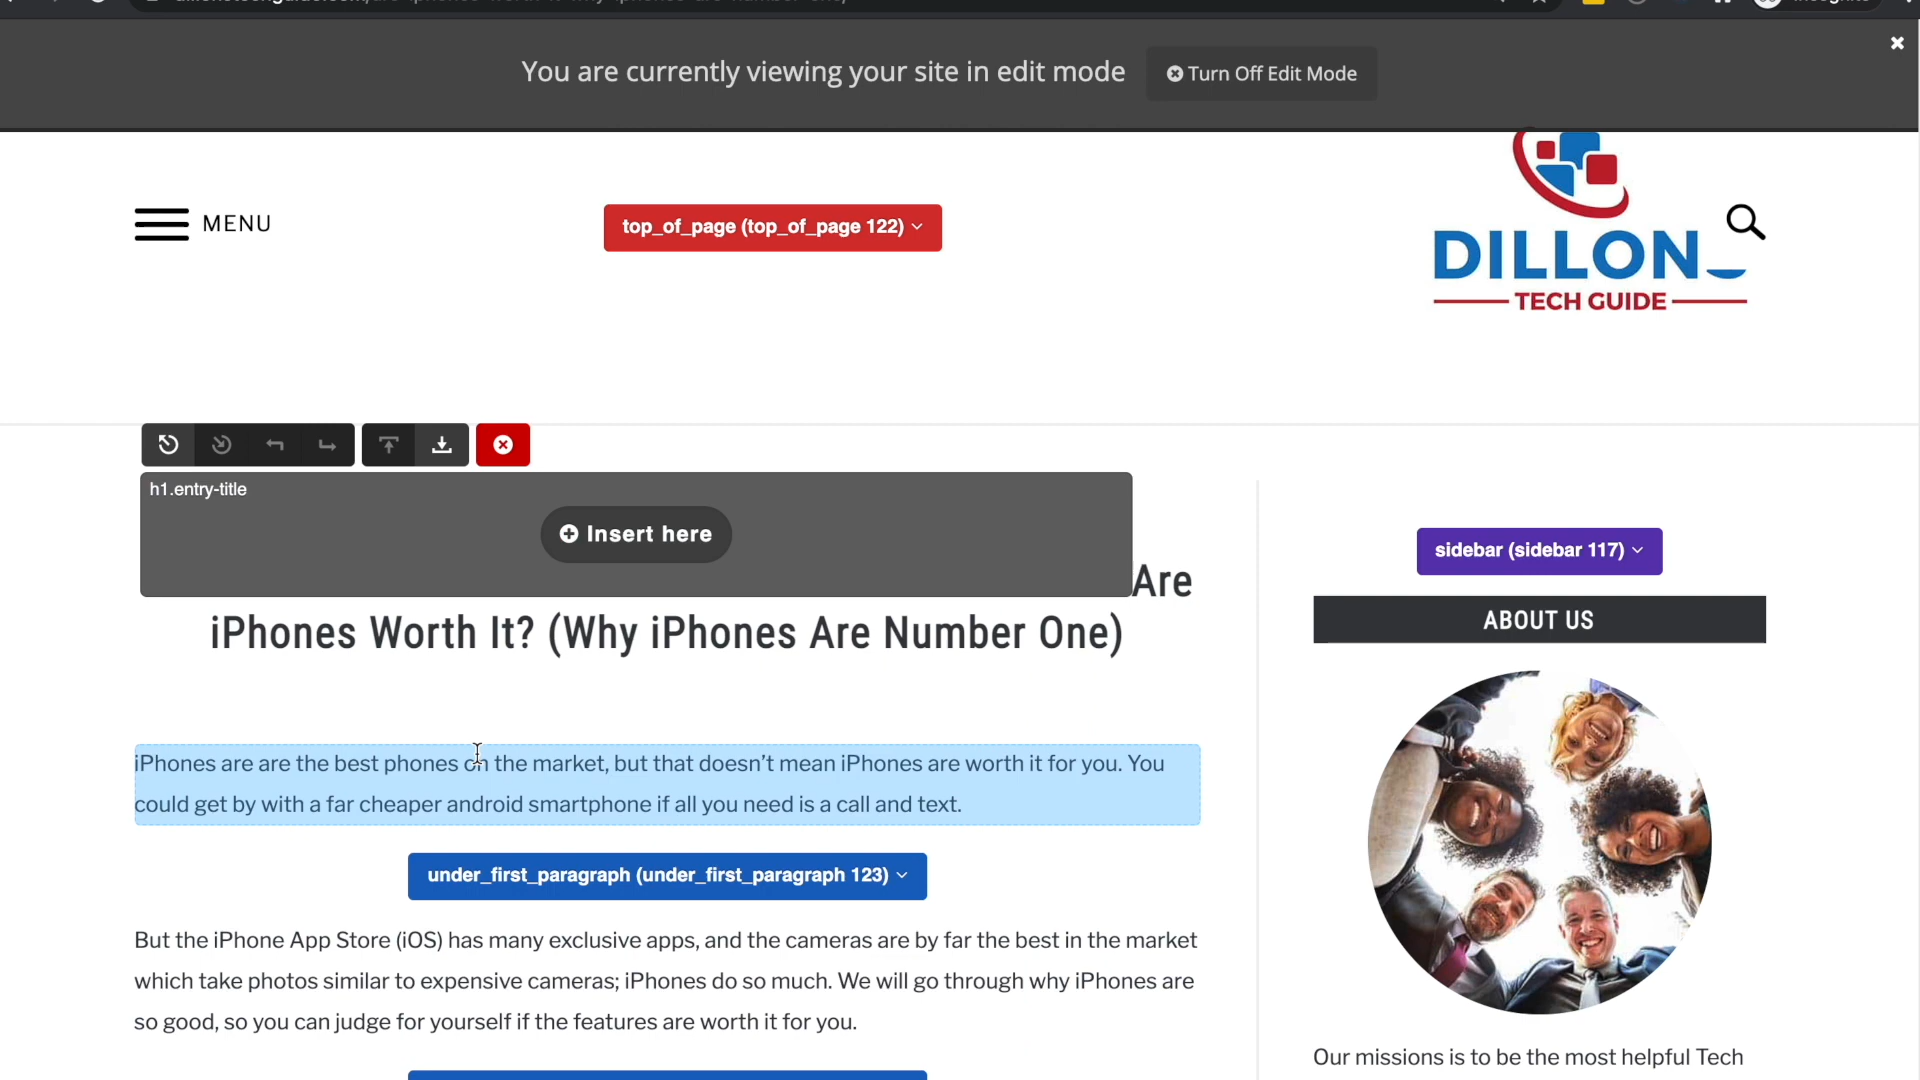 You are currently viewing your site in edit mode
Turn Off Edit Mode
MENU
top_of_page (top_of_page 122)
DILLON
TECH GUIDE
h1.entry-title
Insert here
Are
iPhones Worth It? (Why iPhones Are Number One)
iPhones are are the best phones on the market, but that doesn’t mean iPhones are worth it for you. You
could get by with a far cheaper android smartphone if all you need is a call and text.
under_first_paragraph (under_first_paragraph 123)
But the iPhone App Store (iOS) has many exclusive apps, and the cameras are by far the best in the market
which take photos similar to expensive cameras; iPhones do so much. We will go through why iPhones are
so good, so you can judge for yourself if the features are worth it for you.
sidebar (sidebar 117)
ABOUT US
Our missions is to be the most helpful Tech